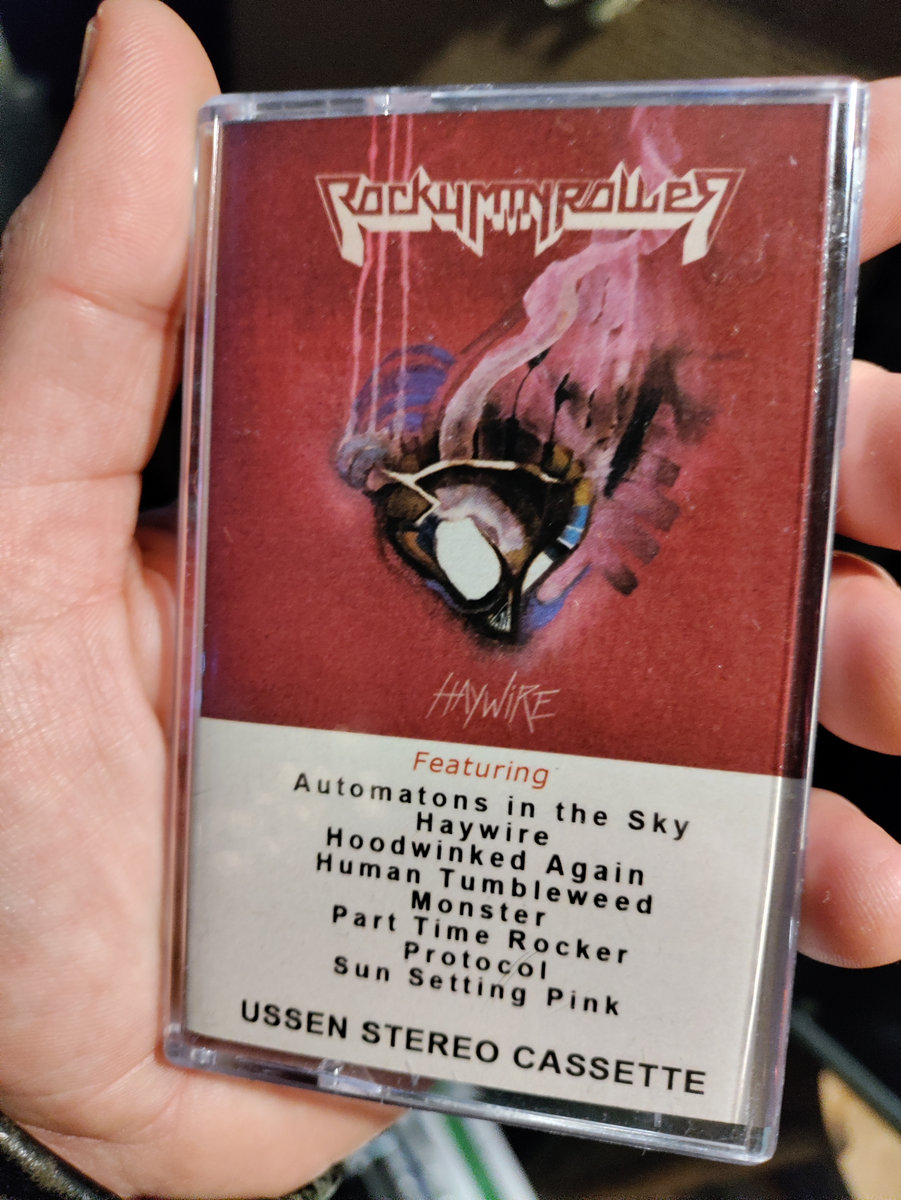 ROCKY MTN ROLLER
HAYWIRE
Featuring
Automatons in the Sky
Haywire
Hoodwinked Again
Human Tumbleweed
Monster
Part Time Rocker
Protocol
Sun Setting Pink
USSEN STEREO CASSETTE